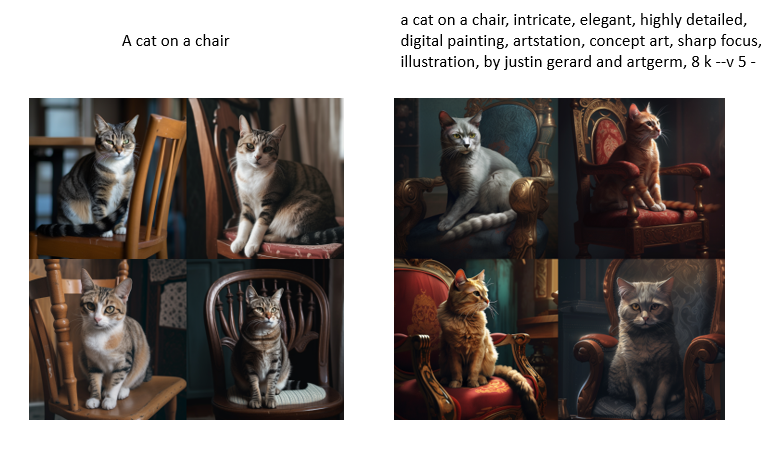 A cat on a chair
a cat on a chair, intricate, elegant, highly detailed,
digital painting, artstation, concept art, sharp focus,
illustration, by justin gerard and artgerm, 8 k --v 5 -